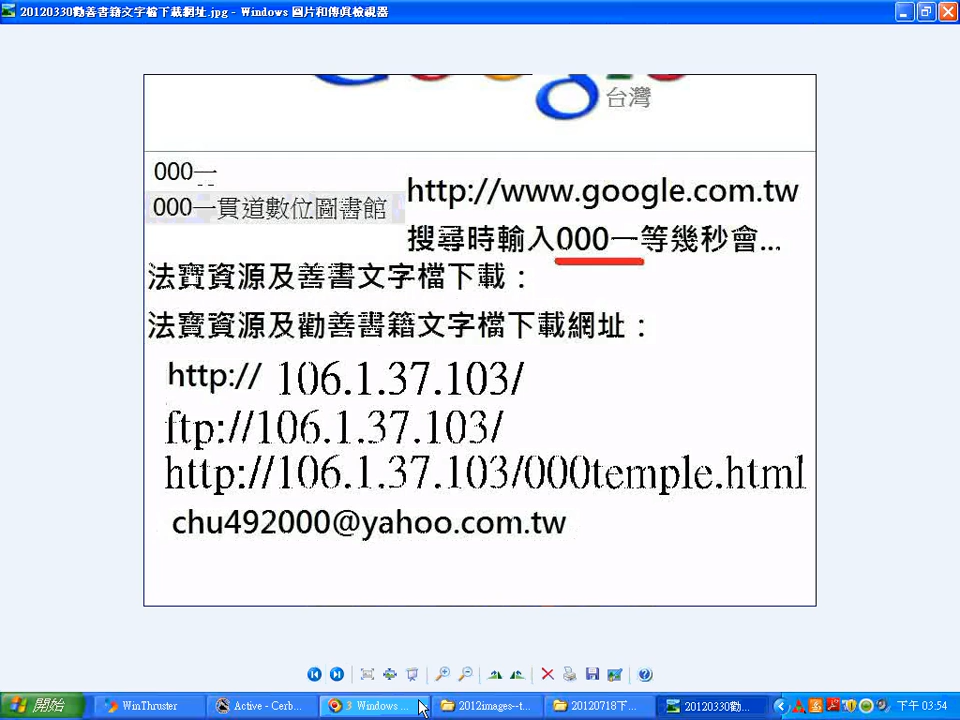 20120330勸善書籍文字檔下載網址.jpg - Windows 圖片和傳真檢視器
Google
台灣
000一
000一貫道數位圖書館
http://www.google.com.tw
搜尋時輸入000一等幾秒會...
法寶資源及善書文字檔下載：
法寶資源及勸善書籍文字檔下載網址：
http:// 106.1.37.103/
ftp://106.1.37.103/
http://106.1.37.103/000temple.html
chu492000@yahoo.com.tw
開始
WinThruster
Active - Cerb...
3 Windows ...
2012images--t...
20120718下...
20120330勸...
下午 03:54